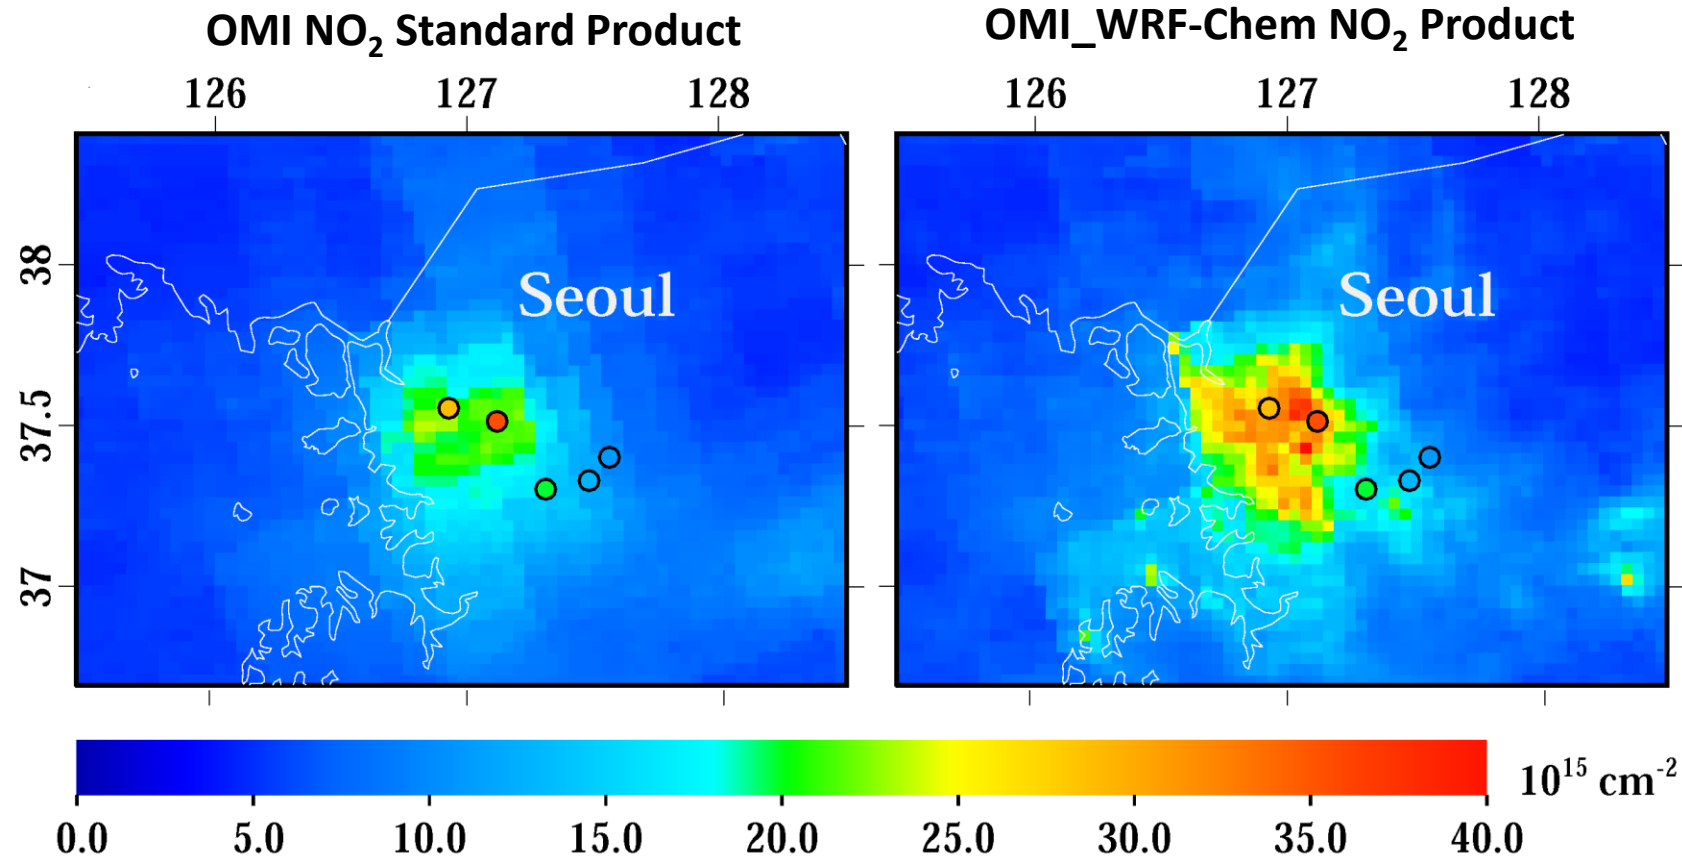 OMI NO₂ Standard Product
OMI_WRF-Chem NO₂ Product
126 127 128
126 127 128
38
37.5
37
Seoul
Seoul
10¹⁵ cm⁻²
0.0 5.0 10.0 15.0 20.0 25.0 30.0 35.0 40.0